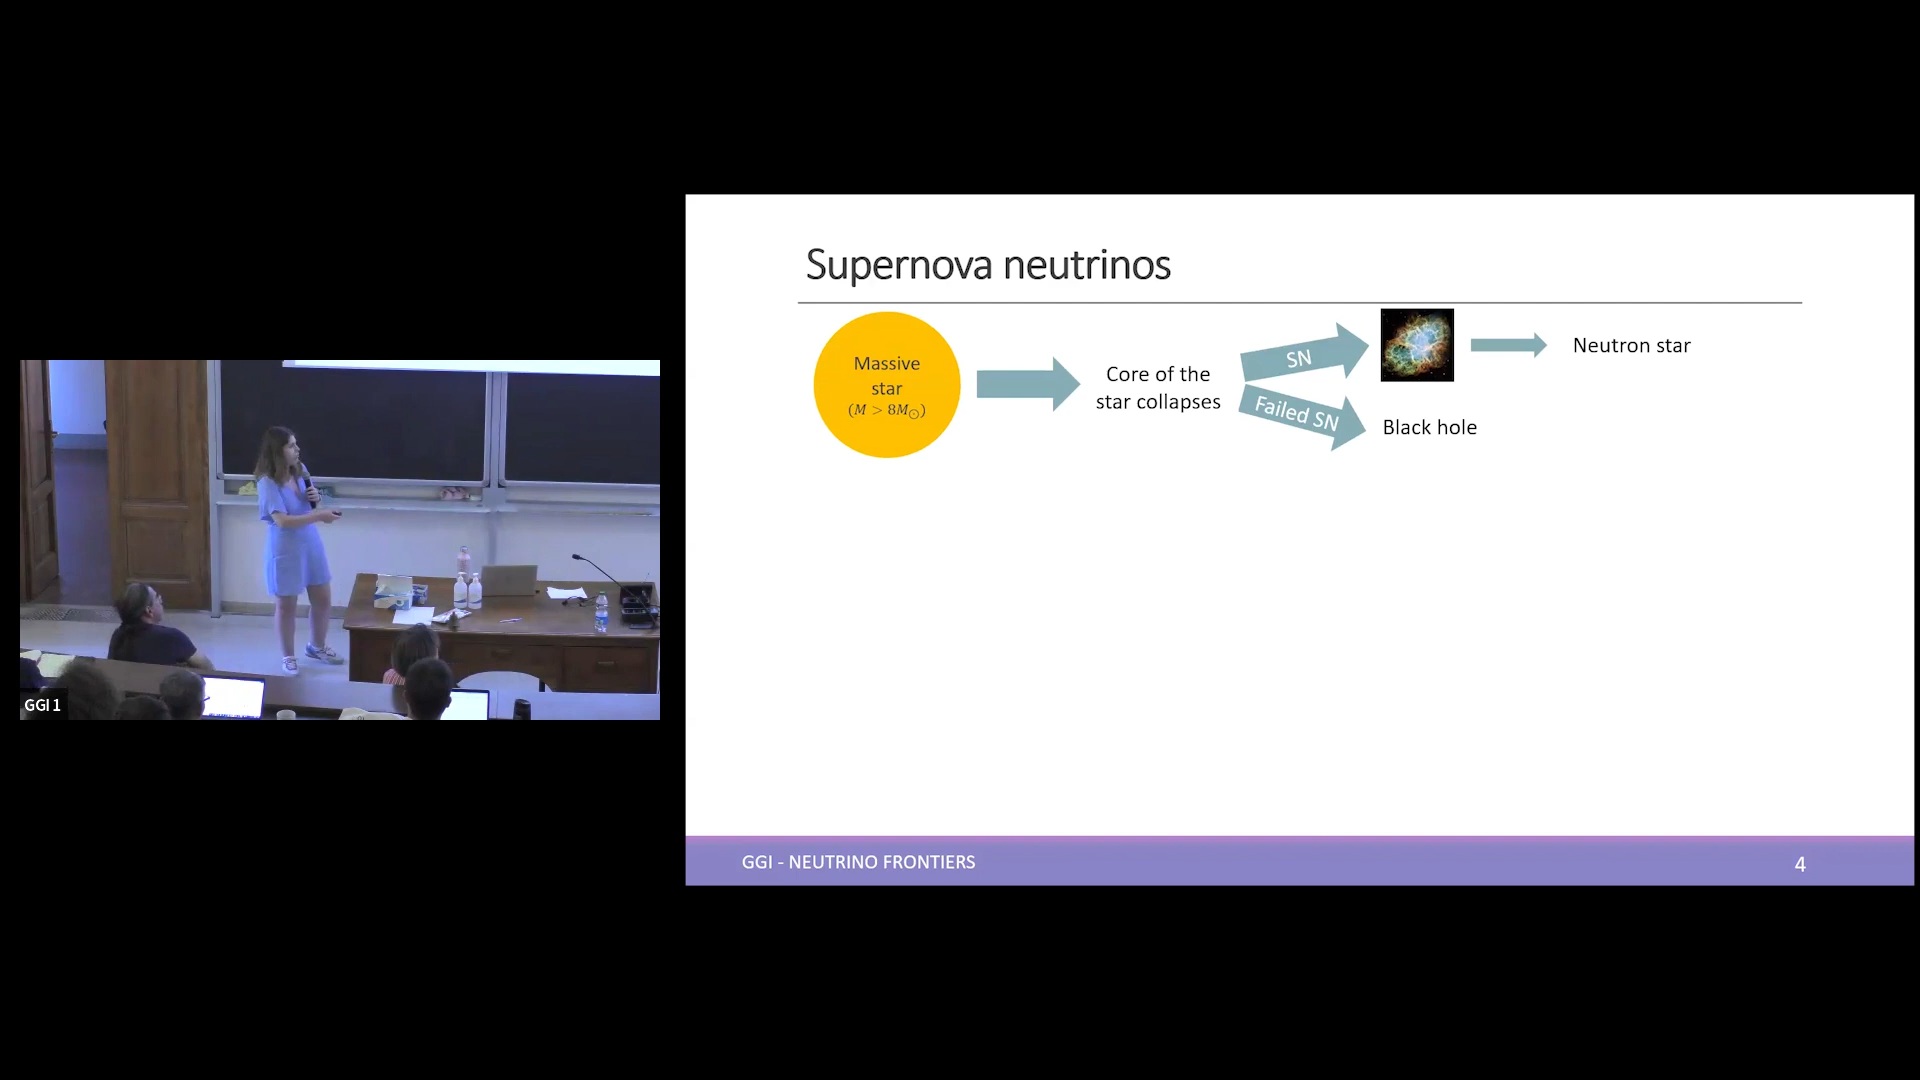 Supernova neutrinos
Massive
star
(M > 8M⊙)
Core of the
star collapses
SN
Failed SN
Neutron star
Black hole
GGI - NEUTRINO FRONTIERS
4
GGI 1